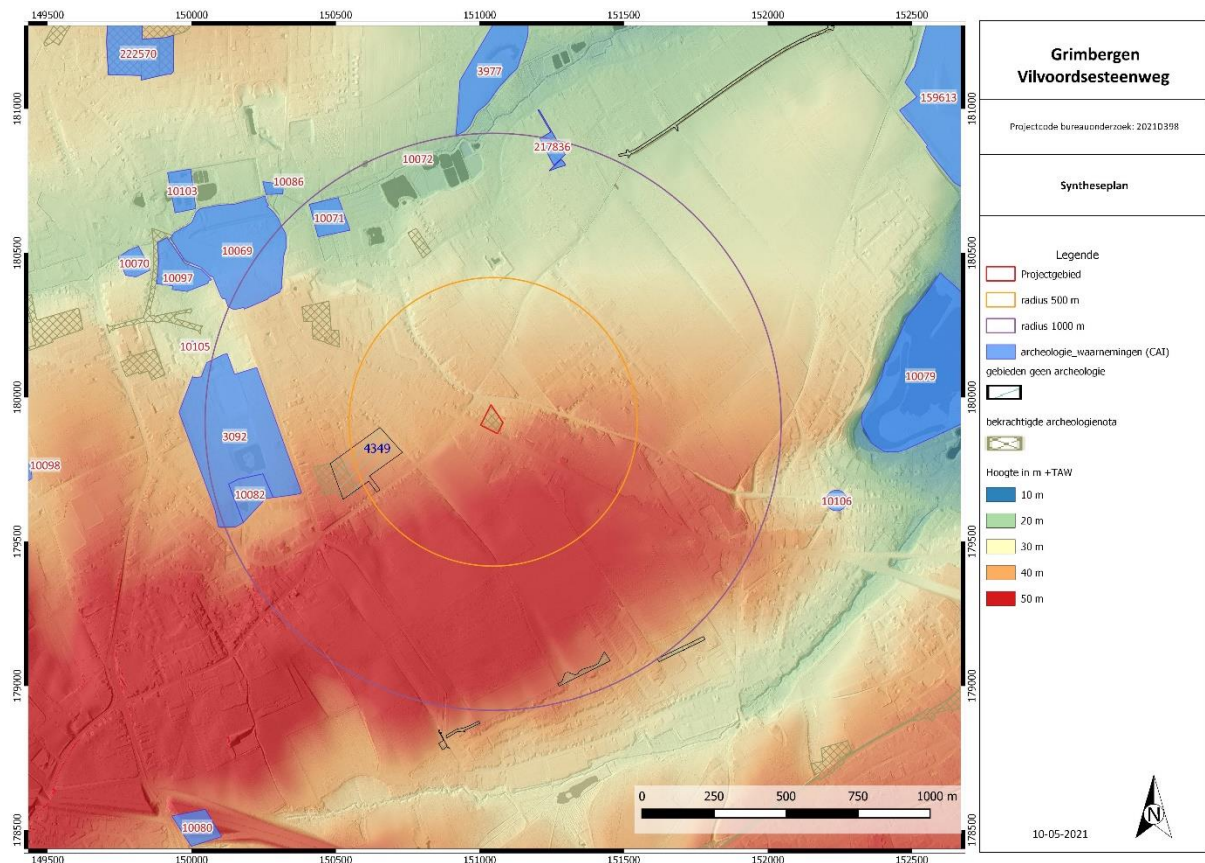 149500 150000 150500 151000 151500 152000 152500
222570
3977
159613
181000 181000
217836
10072
10086
10103
10071
10069
180500 180500
10070
10097
10105
10079
180000 180000
3092
4349
10098
10082
10106
179500 179500
179000 179000
0 250 500 750 1000 m
10080
178500 178500
149500 150000 150500 151000 151500 152000 152500
Grimbergen
Vilvoordsesteenweg
Projectcode bureauonderzoek: 2021D398
Syntheseplan
Legende
Projectgebied
radius 500 m
radius 1000 m
archeologie_waarnemingen (CAI)
gebieden geen archeologie
bekrachtigde archeologienota
Hoogte in m +TAW
10 m
20 m
30 m
40 m
50 m
10-05-2021
N